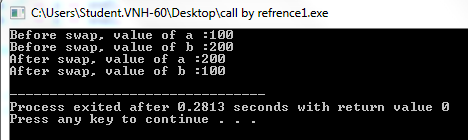 C:\Users\Student.VNH-60\Desktop\call by refrence1.exe
Before swap, value of a :100
Before swap, value of b :200
After swap, value of a :200
After swap, value of b :100
--------------------------------
Process exited after 0.2813 seconds with return value 0
Press any key to continue . . .